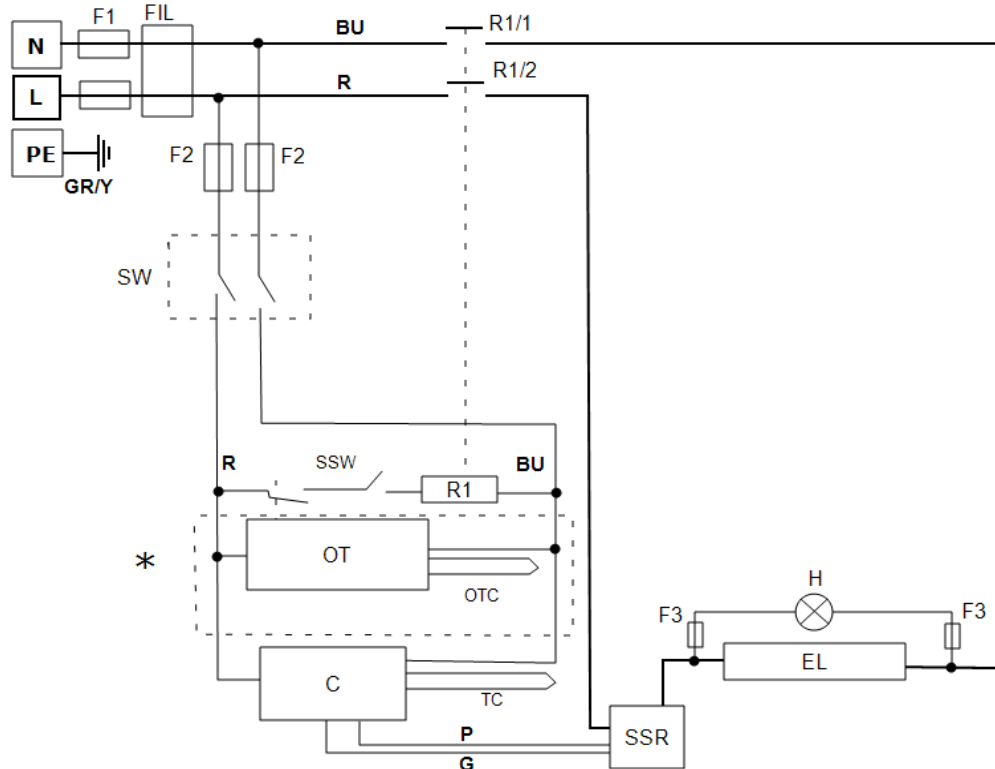 F1 FIL
N BU R1/1
L R R1/2
PE
GR/Y
F2 F2
SW
R SSW BU
R1
* OT
OTC
H
F3 F3
EL
C
TC
P
SSR
G